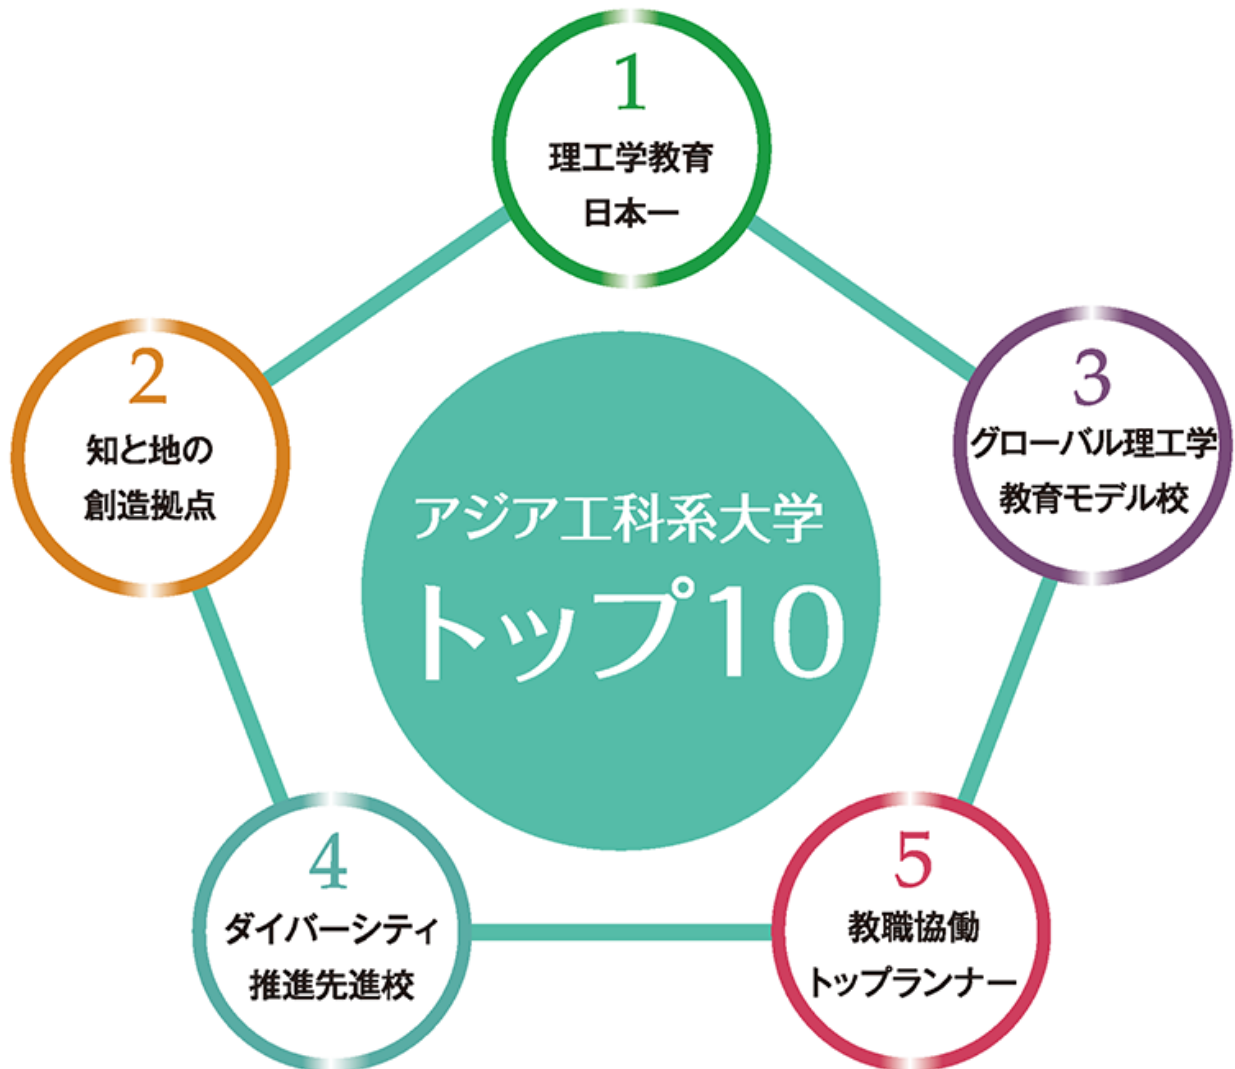 1
理工学教育
日本一
2
知と地の
創造拠点
3
グローバル理工学
教育モデル校
アジア工科系大学
トップ10
4
ダイバーシティ
推進先進校
5
教職協働
トップランナー